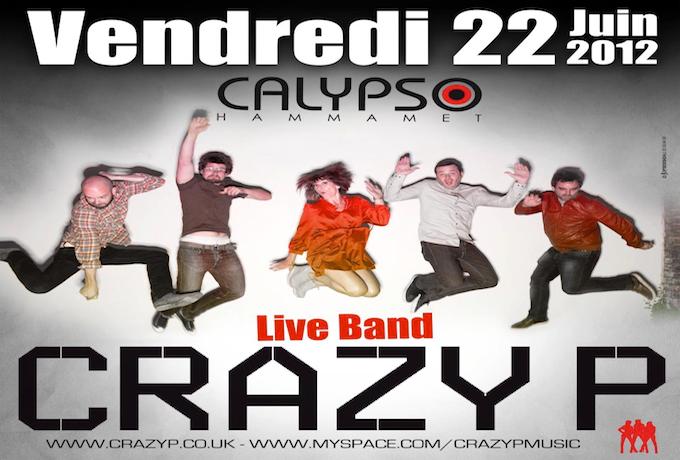 Vendredi 22 Juin 2012
CALYPSO
HAMMAMET
Live Band
CRAZY P
WWW.CRAZYP.CO.UK - WWW.MYSPACE.COM/CRAZYPMUSIC